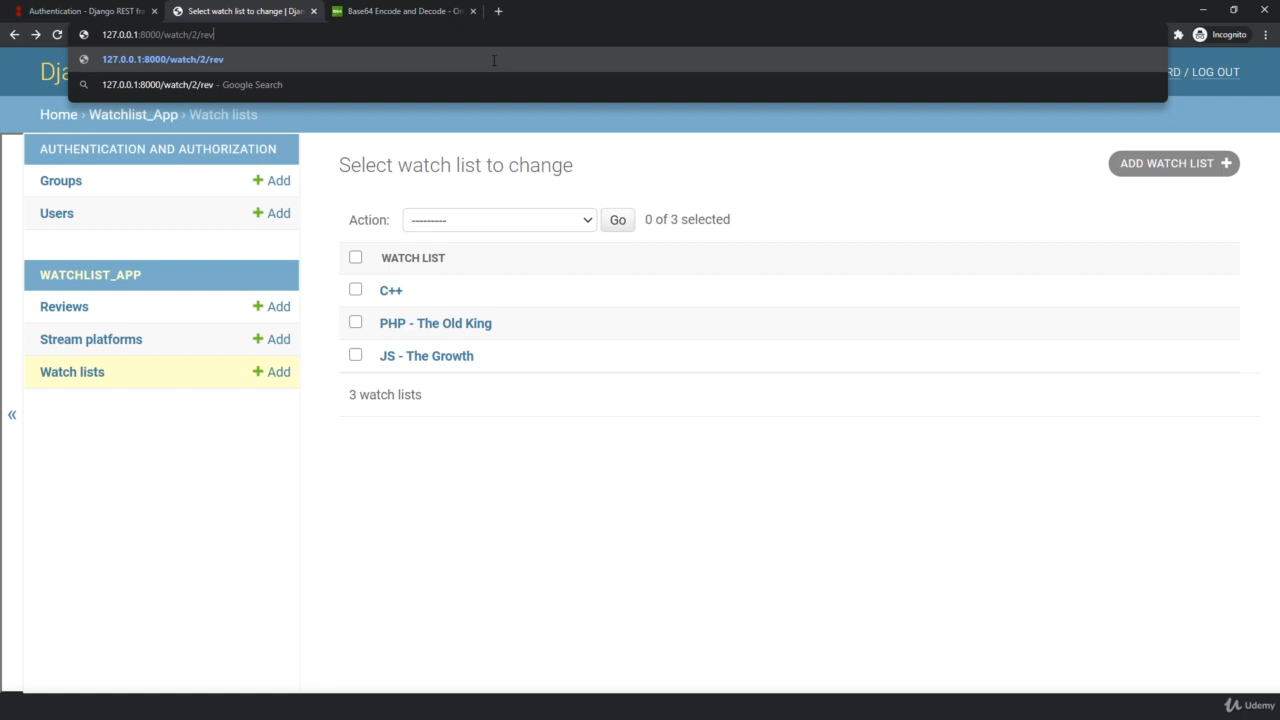 Authentication - Django REST fra
Select watch list to change | Djan
Base64 Encode and Decode - On
127.0.0.1:8000/watch/2/rev
Incognito
127.0.0.1:8000/watch/2/rev
127.0.0.1:8000/watch/2/rev - Google Search
Dja
RD / LOG OUT
Home › Watchlist_App › Watch lists
AUTHENTICATION AND AUTHORIZATION
Groups + Add
Users + Add
WATCHLIST_APP
Reviews + Add
Stream platforms + Add
Watch lists + Add
«
Select watch list to change
ADD WATCH LIST +
Action: --------- Go 0 of 3 selected
WATCH LIST
C++
PHP - The Old King
JS - The Growth
3 watch lists
Udemy